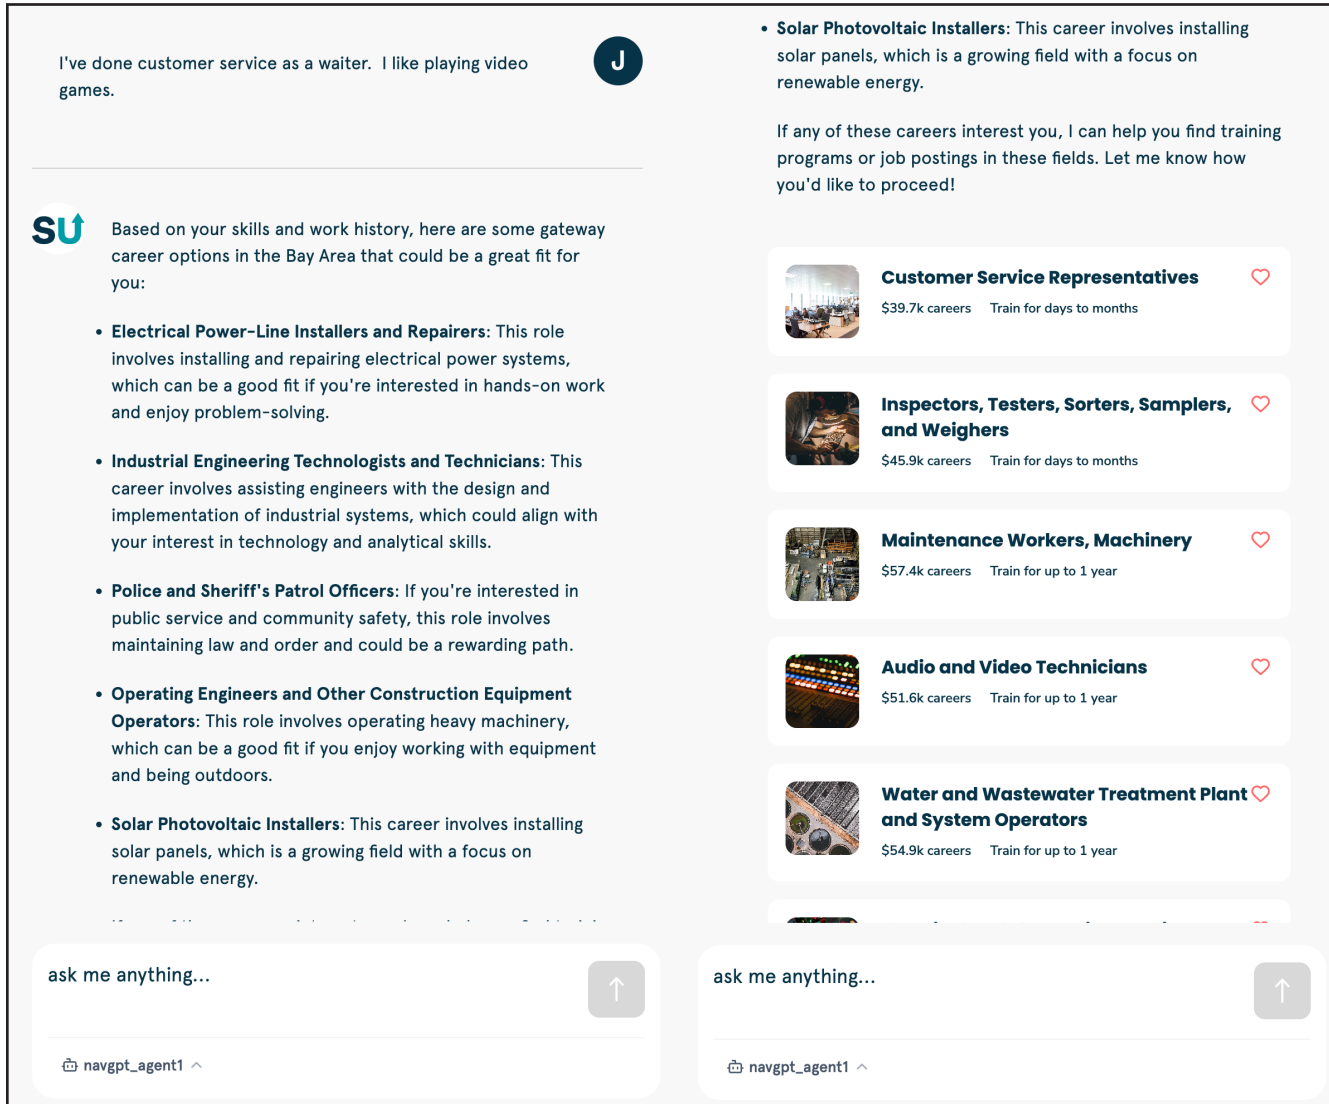 I've done customer service as a waiter. I like playing video
games.
J
SU
Based on your skills and work history, here are some gateway
career options in the Bay Area that could be a great fit for
you:
• Electrical Power-Line Installers and Repairers: This role
involves installing and repairing electrical power systems,
which can be a good fit if you're interested in hands-on work
and enjoy problem-solving.
• Industrial Engineering Technologists and Technicians: This
career involves assisting engineers with the design and
implementation of industrial systems, which could align with
your interest in technology and analytical skills.
• Police and Sheriff's Patrol Officers: If you're interested in
public service and community safety, this role involves
maintaining law and order and could be a rewarding path.
• Operating Engineers and Other Construction Equipment
Operators: This role involves operating heavy machinery,
which can be a good fit if you enjoy working with equipment
and being outdoors.
• Solar Photovoltaic Installers: This career involves installing
solar panels, which is a growing field with a focus on
renewable energy.
ask me anything...
navgpt_agent1
• Solar Photovoltaic Installers: This career involves installing
solar panels, which is a growing field with a focus on
renewable energy.
If any of these careers interest you, I can help you find training
programs or job postings in these fields. Let me know how
you'd like to proceed!
Customer Service Representatives
$39.7k careers Train for days to months
Inspectors, Testers, Sorters, Samplers,
and Weighers
$45.9k careers Train for days to months
Maintenance Workers, Machinery
$57.4k careers Train for up to 1 year
Audio and Video Technicians
$51.6k careers Train for up to 1 year
Water and Wastewater Treatment Plant
and System Operators
$54.9k careers Train for up to 1 year
ask me anything...
navgpt_agent1